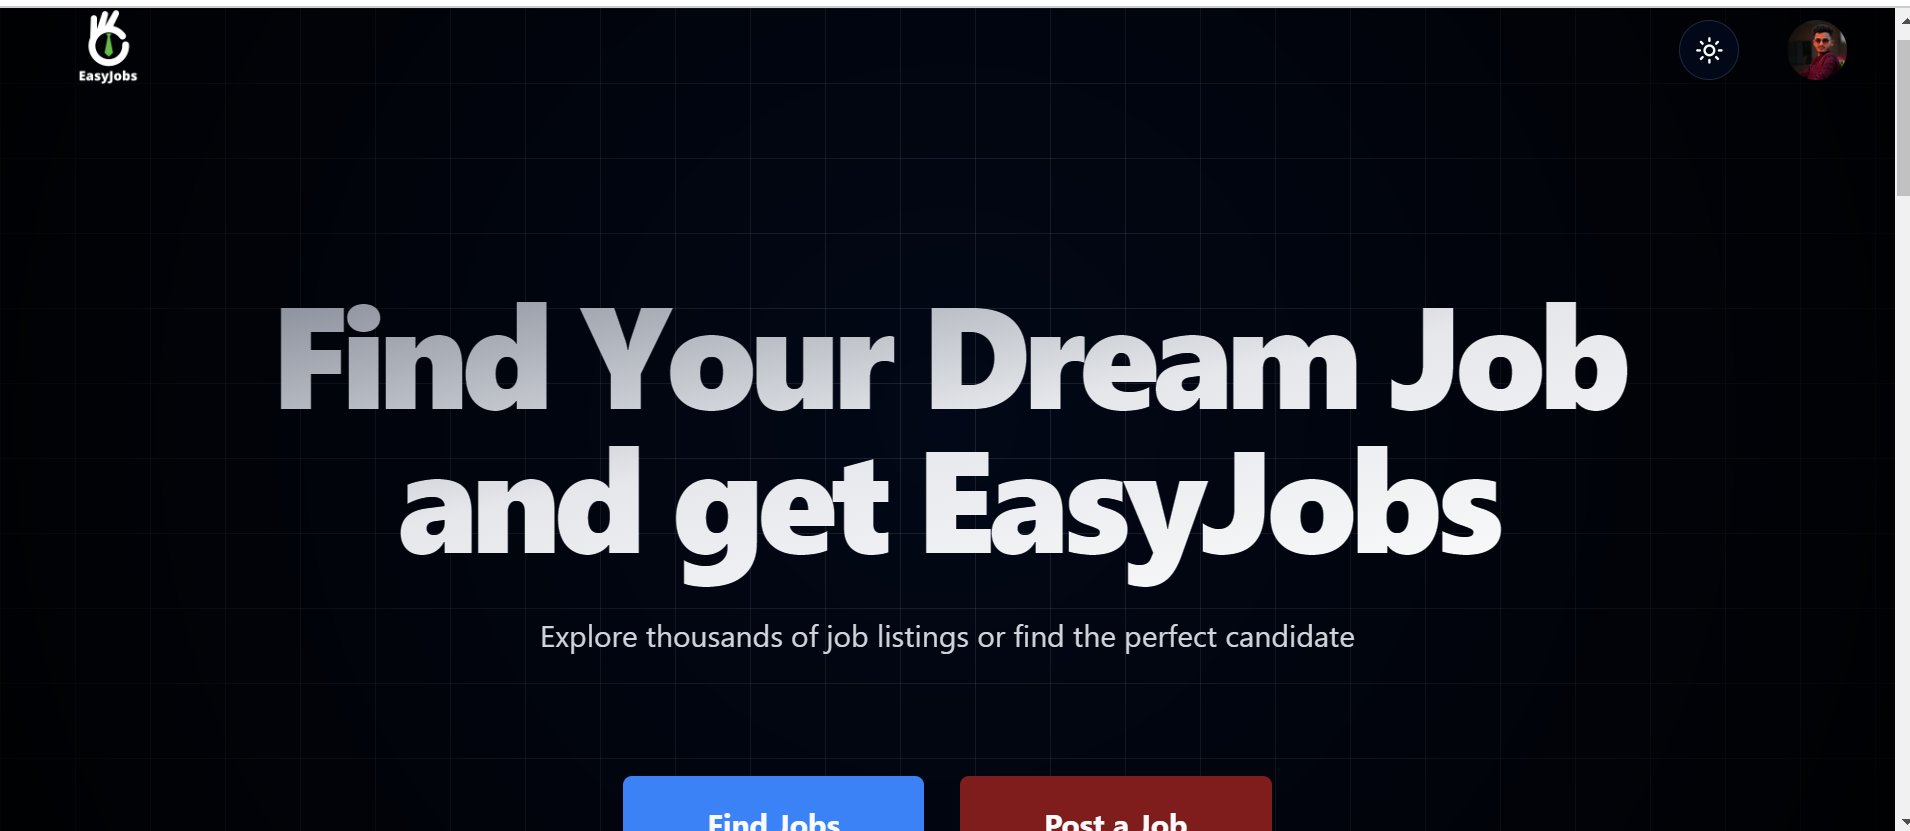 EasyJobs
Find Your Dream Job
and get EasyJobs
Explore thousands of job listings or find the perfect candidate
Find Jobs
Post a Job